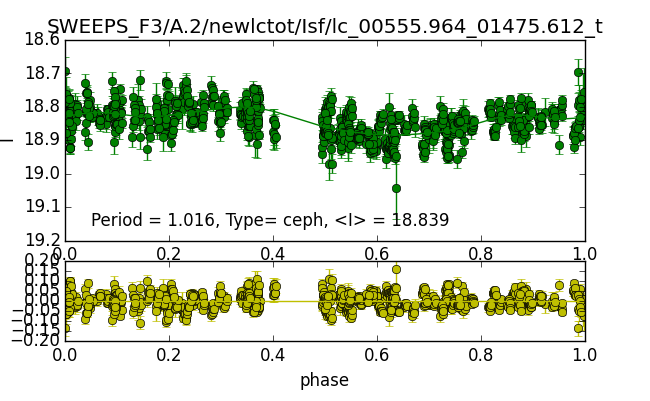 SWEEPS_F3/A.2/newlctot/Isf/lc_00555.964_01475.612_t
18.6
18.7
18.8
18.9
19.0
19.1
19.2
I
Period = 1.016, Type= ceph, <I> = 18.839
0.0 0.2 0.4 0.6 0.8 1.0
0.20
0.15
0.10
0.05
0.00
−0.05
−0.10
−0.15
−0.20
0.0 0.2 0.4 0.6 0.8 1.0
phase